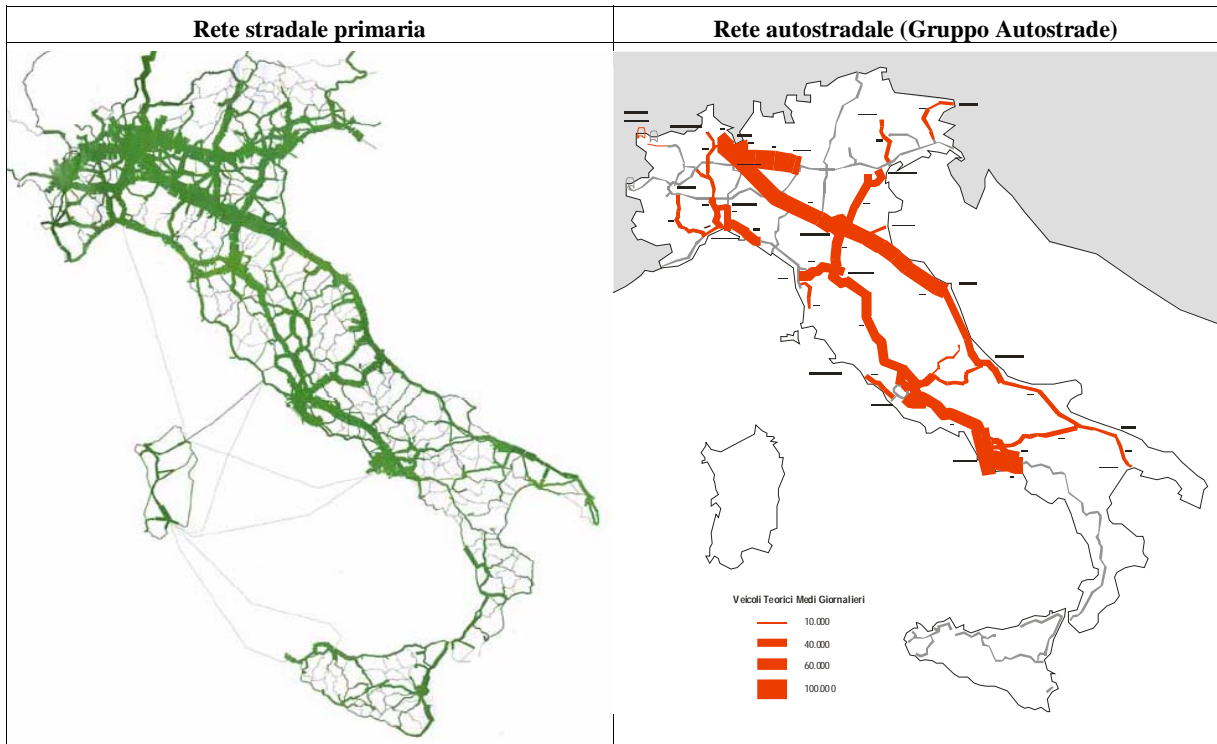 Rete stradale primaria
Rete autostradale (Gruppo Autostrade)
Veicoli Teorici Medi Giornalieri
10.000
40.000
60.000
100.000